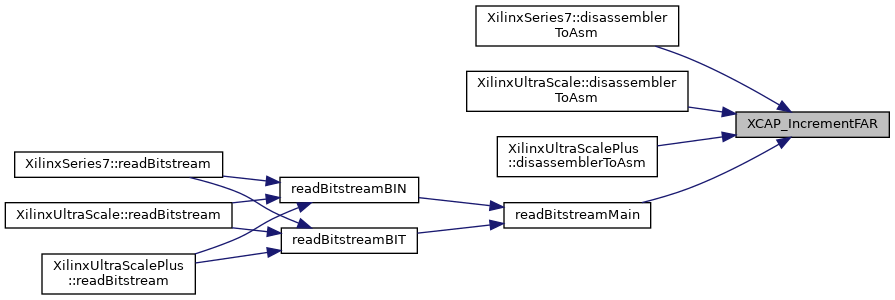 XilinxSeries7::disassembler
ToAsm
XilinxUltraScale::disassembler
ToAsm
XCAP_IncrementFAR
XilinxUltraScalePlus
::disassemblerToAsm
XilinxSeries7::readBitstream
readBitstreamBIN
XilinxUltraScale::readBitstream
readBitstreamMain
readBitstreamBIT
XilinxUltraScalePlus
::readBitstream